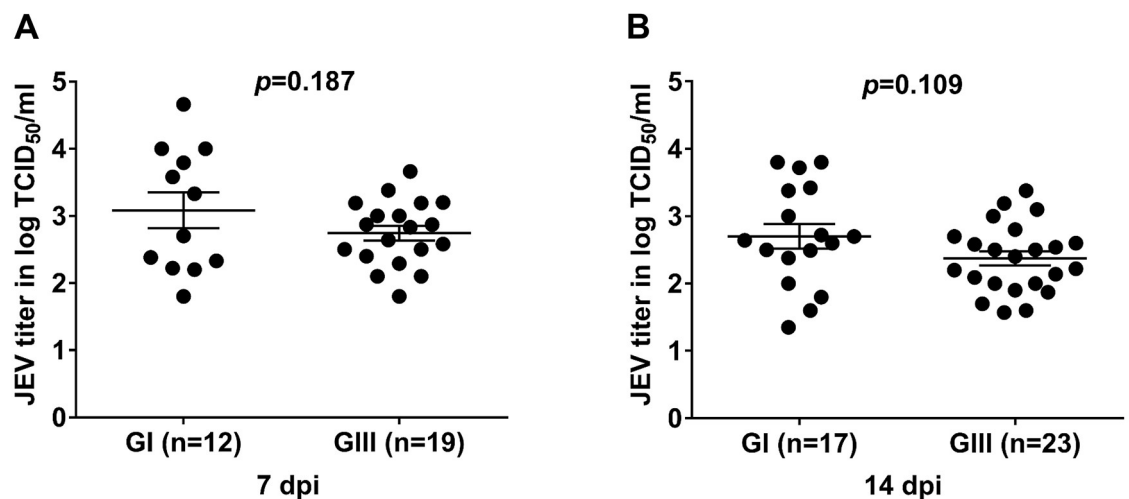 A
JEV titer in log TCID50/ml
5
4
3
2
1
0
p=0.187
GI (n=12)
GIII (n=19)
7 dpi
B
JEV titer in log TCID50/ml
5
4
3
2
1
0
p=0.109
GI (n=17)
GIII (n=23)
14 dpi